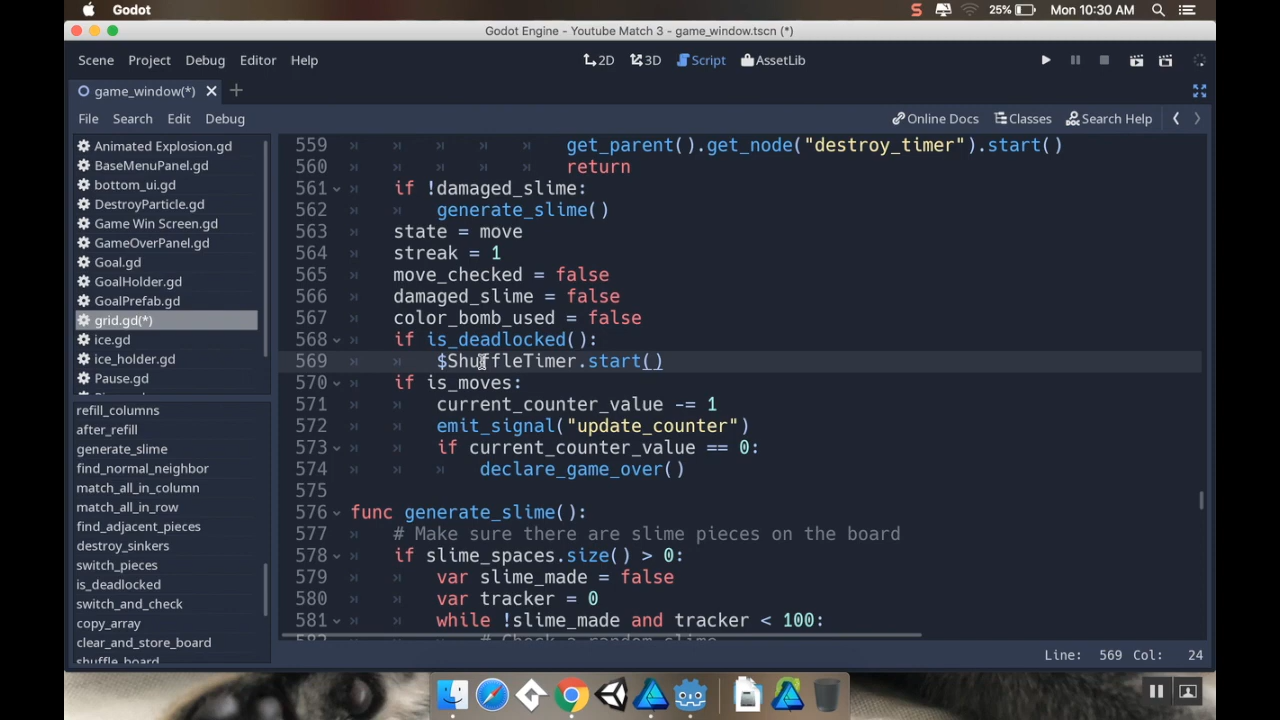 Godot
25%
Mon 10:30 AM
Godot Engine - Youtube Match 3 - game_window.tscn (*)
Scene Project Debug Editor Help
2D 3D Script AssetLib
game_window(*)
File Search Edit Debug
Online Docs Classes Search Help
Animated Explosion.gd
BaseMenuPanel.gd
bottom_ui.gd
DestroyParticle.gd
Game Win Screen.gd
GameOverPanel.gd
Goal.gd
GoalHolder.gd
GoalPrefab.gd
grid.gd(*)
ice.gd
ice_holder.gd
Pause.gd
refill_columns
after_refill
generate_slime
find_normal_neighbor
match_all_in_column
match_all_in_row
find_adjacent_pieces
destroy_sinkers
switch_pieces
is_deadlocked
switch_and_check
copy_array
clear_and_store_board
shuffle_board
559 get_parent().get_node("destroy_timer").start()
560 return
561 if !damaged_slime:
562 generate_slime()
563 state = move
564 streak = 1
565 move_checked = false
566 damaged_slime = false
567 color_bomb_used = false
568 if is_deadlocked():
569 $ShuffleTimer.start()
570 if is_moves:
571 current_counter_value -= 1
572 emit_signal("update_counter")
573 if current_counter_value == 0:
574 declare_game_over()
575
576 func generate_slime():
577 # Make sure there are slime pieces on the board
578 if slime_spaces.size() > 0:
579 var slime_made = false
580 var tracker = 0
581 while !slime_made and tracker < 100:
582 # Check a random slime
Line: 569 Col: 24